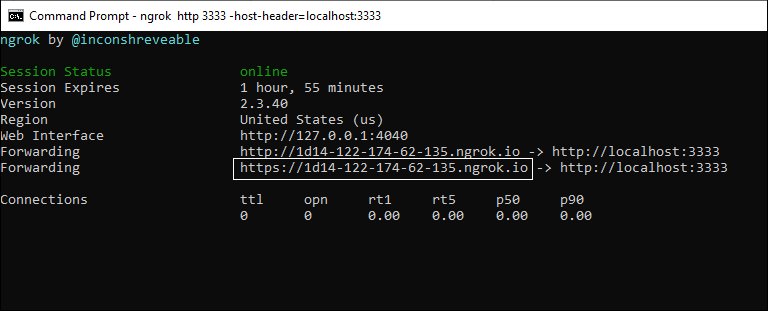 Command Prompt - ngrok  http 3333 -host-header=localhost:3333
ngrok by @inconshreveable
Session Status                online
Session Expires               1 hour, 55 minutes
Version                       2.3.40
Region                        United States (us)
Web Interface                 http://127.0.0.1:4040
Forwarding                    http://1d14-122-174-62-135.ngrok.io -> http://localhost:3333
Forwarding                    https://1d14-122-174-62-135.ngrok.io -> http://localhost:3333
Connections                   ttl     opn     rt1     rt5     p50     p90
                              0       0       0.00    0.00    0.00    0.00